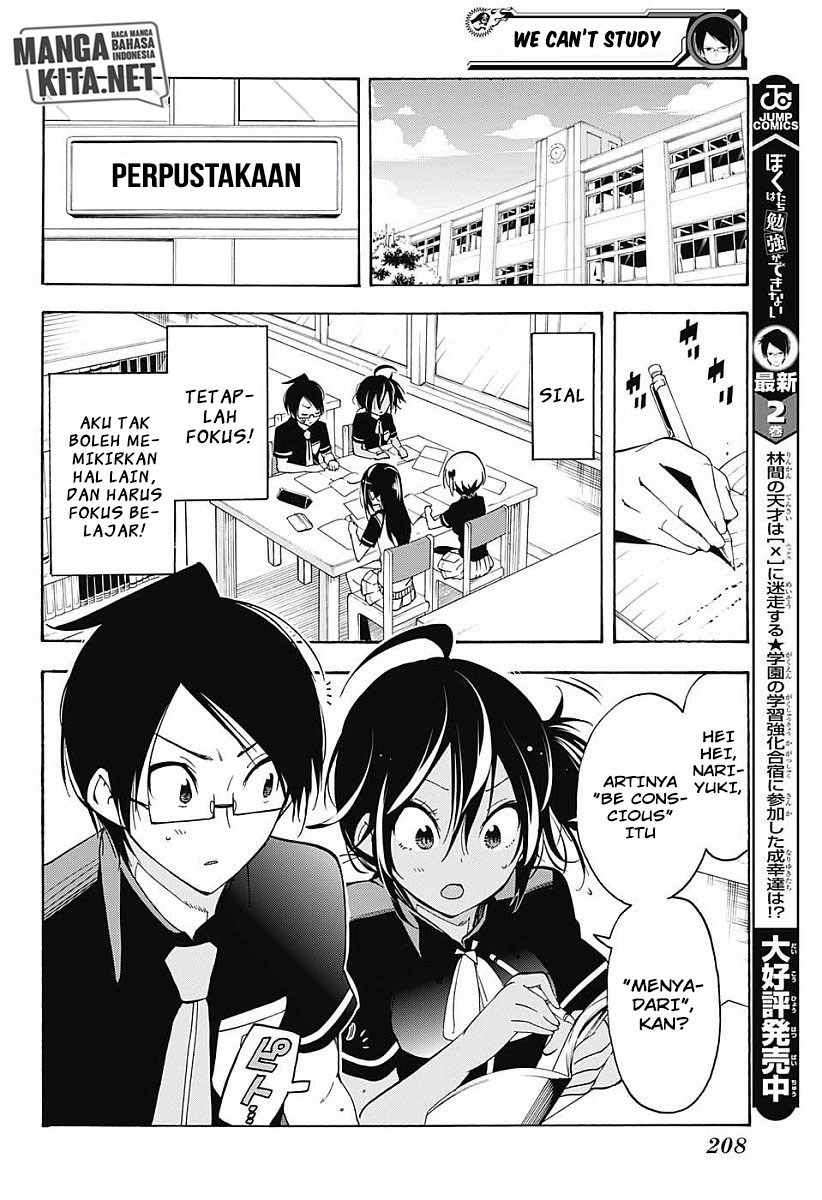 MANGA
KITA.NET
BACA MANGA
BAHASA
INDONESIA
WE CAN'T STUDY
PERPUSTAKAAN
SIAL
TETAP-
LAH
FOKUS!
AKU TAK
BOLEH ME-
MIKIRKAN
HAL LAIN,
DAN HARUS
FOKUS BE-
LAJAR!
HEI
HEI,
NARI-
YUKI,
ARTINYA
"BE CONS-
CIOUS"
ITU
"MENYA-
DARI",
KAN?
ピト…
JUMP
COMICS
ぼくたちは勉強ができない
最新
2
巻
林間の天才は[x]に迷走する★学園の学習強化合宿に参加した成幸達は!?
大好評発売中
208